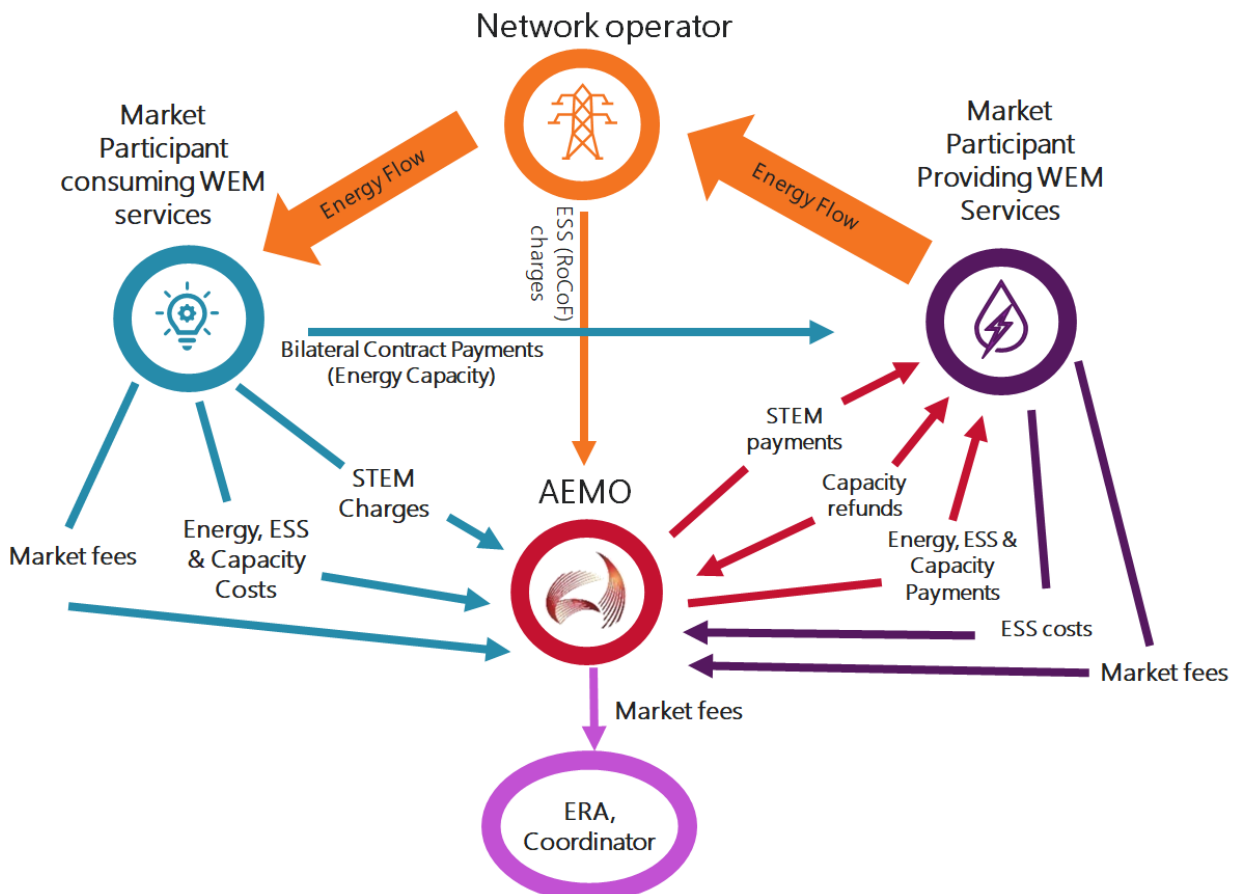 Network operator
Market
Participant
consuming WEM
services
Market
Participant
Providing WEM
Services
Energy Flow
Energy Flow
ESS (RoCoF)
charges
Bilateral Contract Payments
(Energy Capacity)
STEM
payments
STEM
Charges
Capacity
refunds
AEMO
Energy, ESS
& Capacity
Costs
Energy, ESS &
Capacity
Payments
Market fees
ESS costs
Market fees
Market fees
ERA,
Coordinator